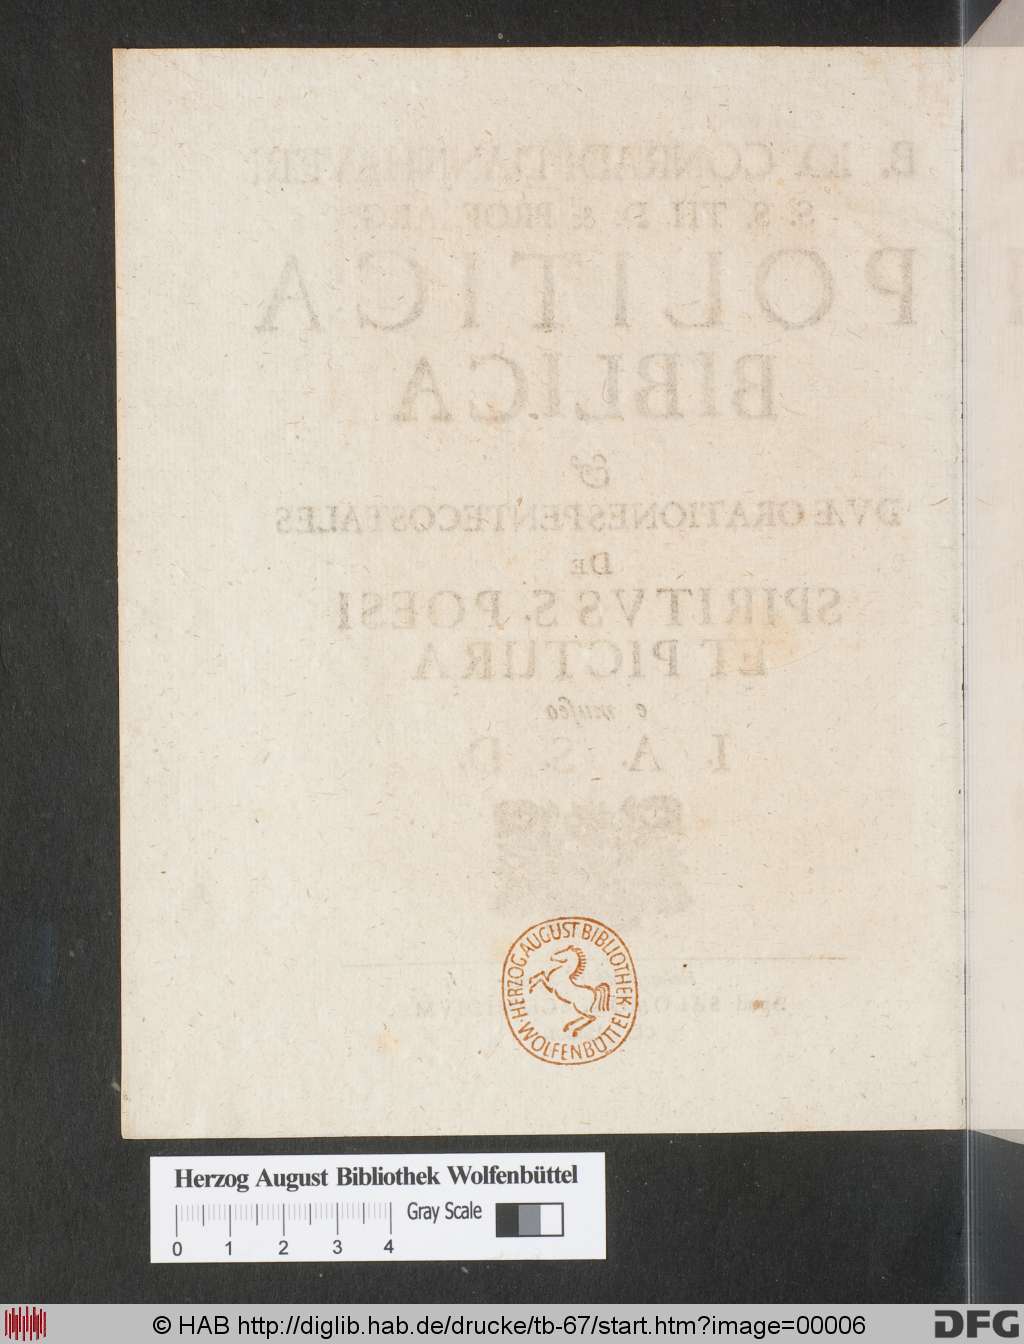 B. IO. CONRADI DANNHAVERI
S. S. TH. D. & PROF. ARG.
POLITICA
BIBLICA
&
DVÆ ORATIONES PENTECOSTALES
DE
SPIRITVS S. POESI
ET PICTURA
e museo
I. A. S. D.
HERZOG AUGUST BIBLIOTHEK
WOLFENBÜTTEL
Herzog August Bibliothek Wolfenbüttel
Gray Scale
0 1 2 3 4
© HAB http://diglib.hab.de/drucke/tb-67/start.htm?image=00006
DFG